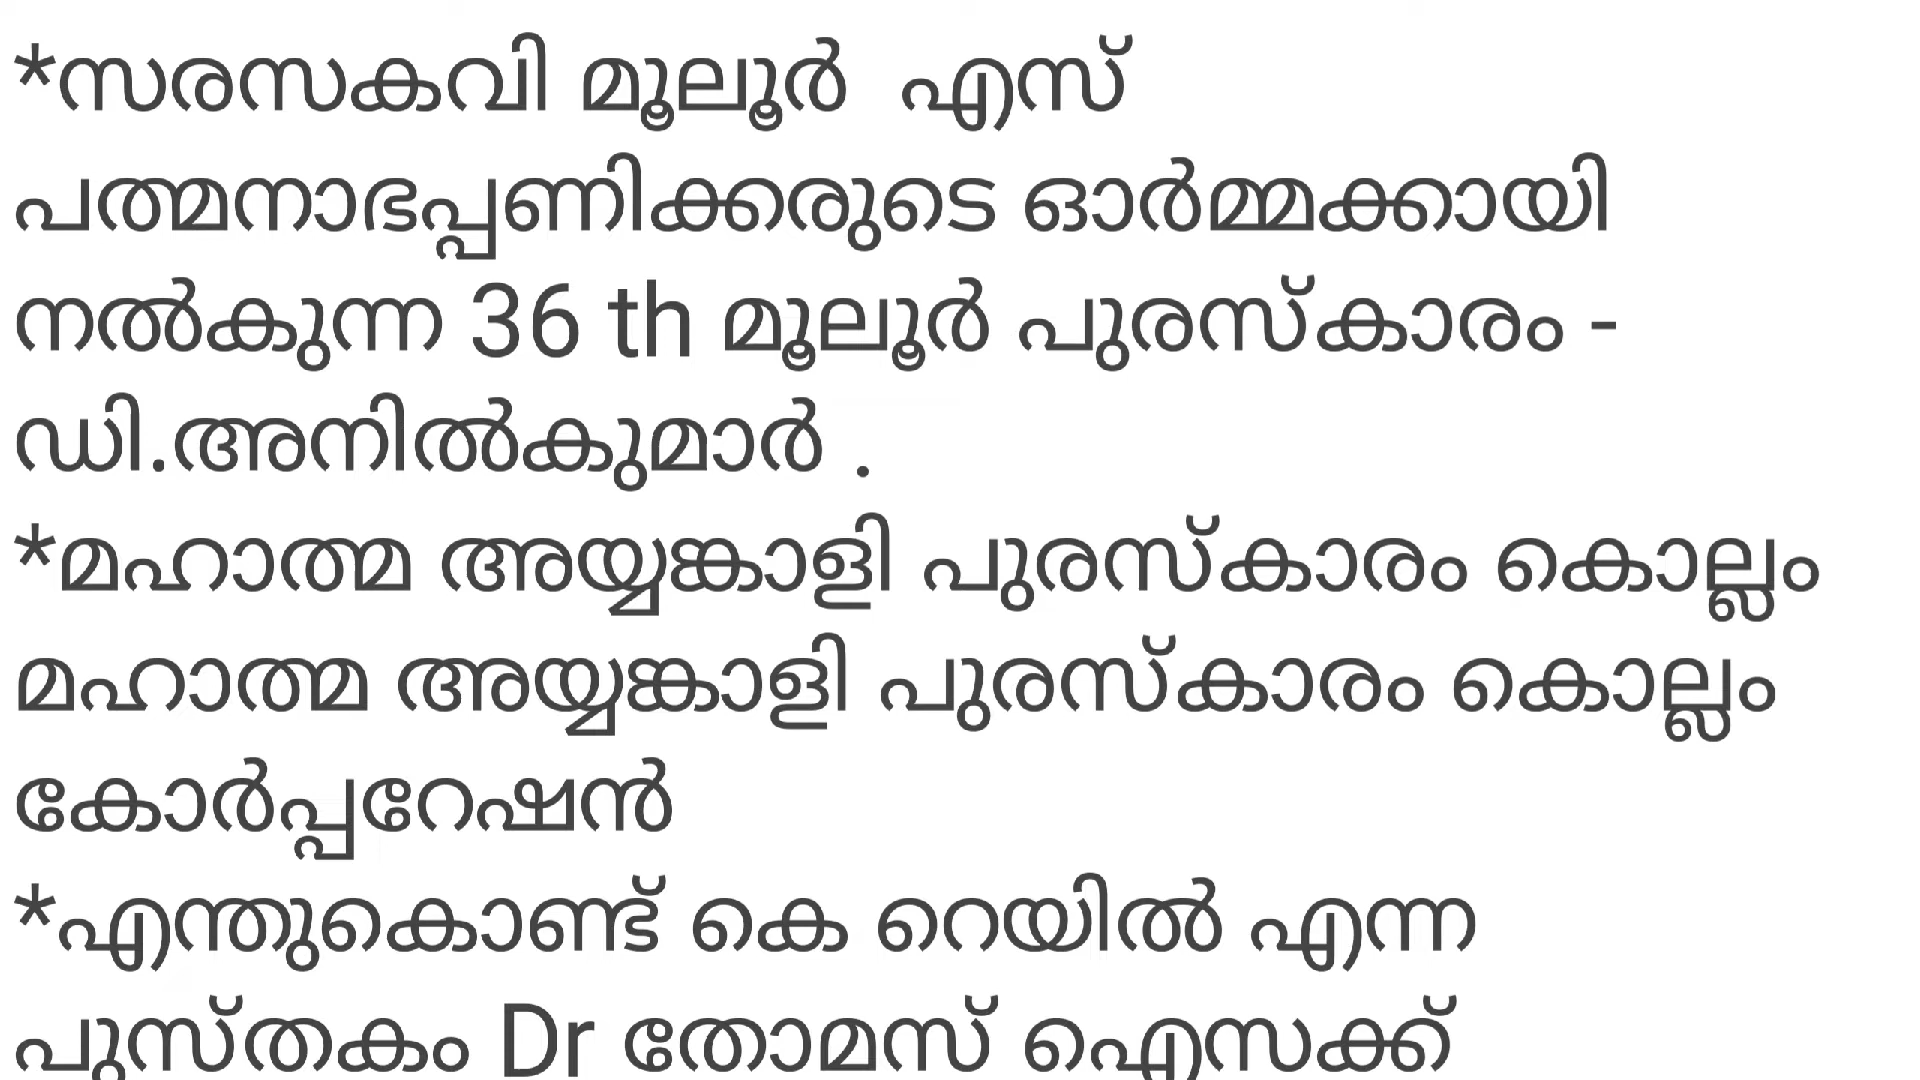 *സരസകവി മൂലൂർ എസ്
പത്മനാഭപ്പണിക്കരുടെ ഓർമ്മക്കായി
നൽകുന്ന 36 th മൂലൂർ പുരസ്കാരം -
ഡി.അനിൽകുമാർ .
*മഹാത്മ അയ്യങ്കാളി പുരസ്കാരം കൊല്ലം
മഹാത്മ അയ്യങ്കാളി പുരസ്കാരം കൊല്ലം
കോർപ്പറേഷൻ
*എന്തുകൊണ്ട് കെ റെയിൽ എന്ന
പുസ്തകം Dr തോമസ് ഐസക്ക്